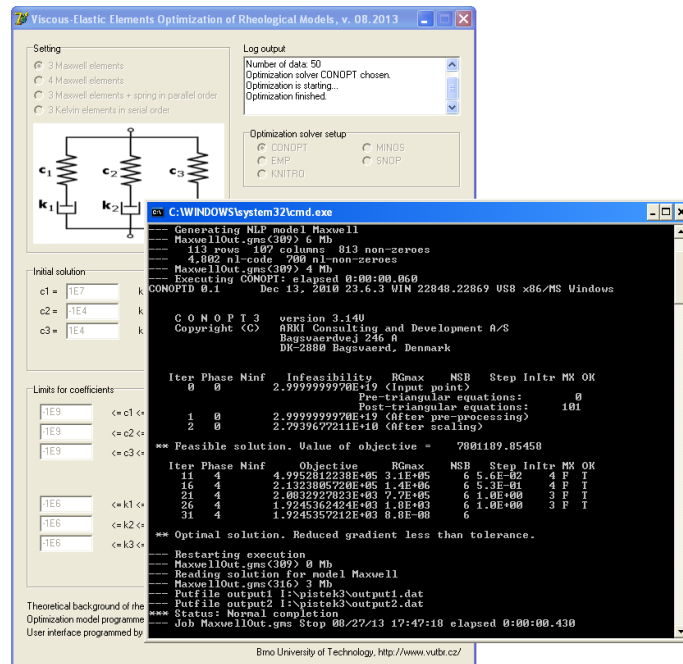 Viscous-Elastic Elements Optimization of Rheological Models, v. 08.2013
Setting
3 Maxwell elements
4 Maxwell elements
3 Maxwell elements + spring in parallel order
3 Kelvin elements in serial order
c1 c2 c3
k1 k2
Log output
Number of data: 50
Optimization solver CONOPT chosen.
Optimization is starting...
Optimization finished.
Optimization solver setup
CONOPT MINOS
EMP SNOP
KNITRO
Initial solution
c1 = 1E7 k
c2 = -1E4 k
c3 = 1E4 k
Limits for coefficients
-1E9 <= c1 <=
-1E9 <= c2 <=
-1E9 <= c3 <=
-1E6 <= k1 <=
-1E6 <= k2 <=
-1E6 <= k3 <=
Theoretical background of rhe
Optimization model programme
User interface programmed by
Brno University of Technology, http://www.vutbr.cz/
C:\WINDOWS\system32\cmd.exe
--- Generating NLP model Maxwell
--- MaxwellOut.gms(309) 6 Mb
--- 113 rows 107 columns 813 non-zeroes
--- 4,802 nl-code 700 nl-non-zeroes
--- MaxwellOut.gms(309) 4 Mb
--- Executing CONOPT: elapsed 0:00:00.060
CONOPTD 0.1 Dec 13, 2010 23.6.3 WIN 22848.22869 VS8 x86/MS Windows
C O N O P T 3 version 3.14U
Copyright (C) ARKI Consulting and Development A/S
Bagsvaerdvej 246 A
DK-2880 Bagsvaerd, Denmark
Iter Phase Ninf Infeasibility RGmax NSB Step InItr MX OK
0 0 2.9999999970E+19 (Input point)
Pre-triangular equations: 0
Post-triangular equations: 101
1 0 2.9999999970E+19 (After pre-processing)
2 0 2.7939677211E+10 (After scaling)
** Feasible solution. Value of objective = 7801189.85458
Iter Phase Ninf Objective RGmax NSB Step InItr MX OK
11 4 4.9952812238E+05 3.1E+05 6 5.6E-02 4 F T
16 4 2.1323805720E+05 1.4E+06 6 5.3E-01 4 F T
21 4 2.0832927823E+03 7.7E+05 6 1.0E+00 3 F T
26 4 1.9245362424E+03 1.8E+03 6 1.0E+00 3 F T
31 4 1.9245357212E+03 8.8E-08 6
** Optimal solution. Reduced gradient less than tolerance.
--- Restarting execution
--- MaxwellOut.gms(309) 0 Mb
--- Reading solution for model Maxwell
--- MaxwellOut.gms(316) 3 Mb
--- Putfile output1 I:\pistek3\output1.dat
--- Putfile output2 I:\pistek3\output2.dat
*** Status: Normal completion
--- Job MaxwellOut.gms Stop 08/27/13 17:47:18 elapsed 0:00:00.430